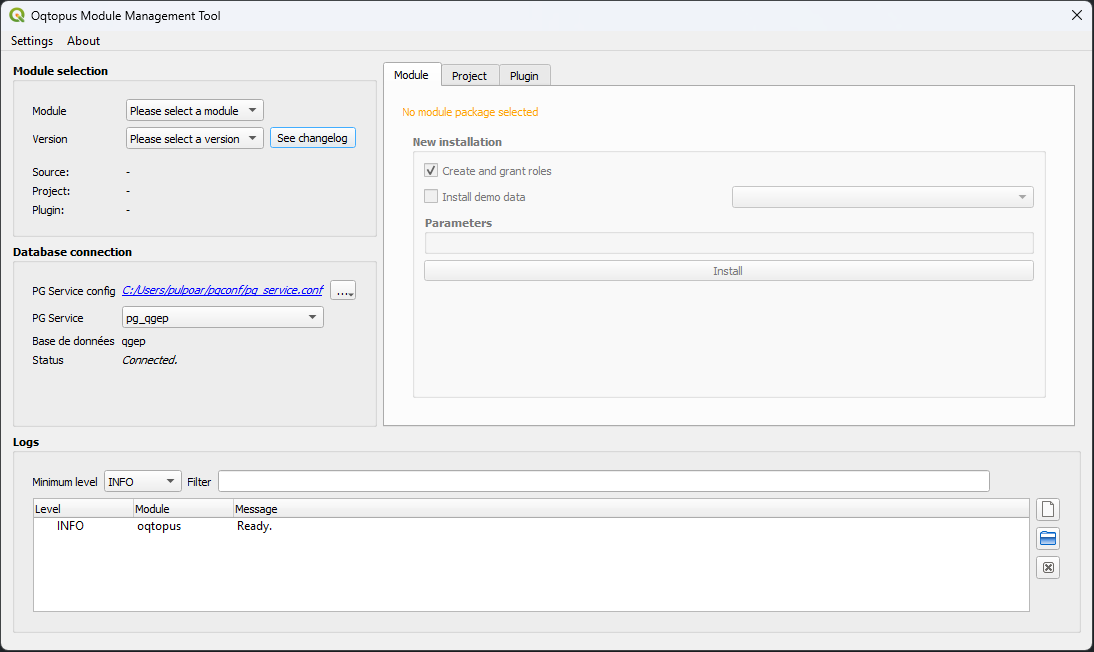 Oqtopus Module Management Tool
Settings About
Module selection
Module Please select a module
Version Please select a version See changelog
Source: -
Project: -
Plugin: -
Database connection
PG Service config C:/Users/pulpoar/pgconf/pg_service.conf ...
PG Service pg_qgep
Base de données qgep
Status Connected.
Module Project Plugin
No module package selected
New installation
Create and grant roles
Install demo data
Parameters
Install
Logs
Minimum level INFO Filter
Level Module Message
INFO oqtopus Ready.